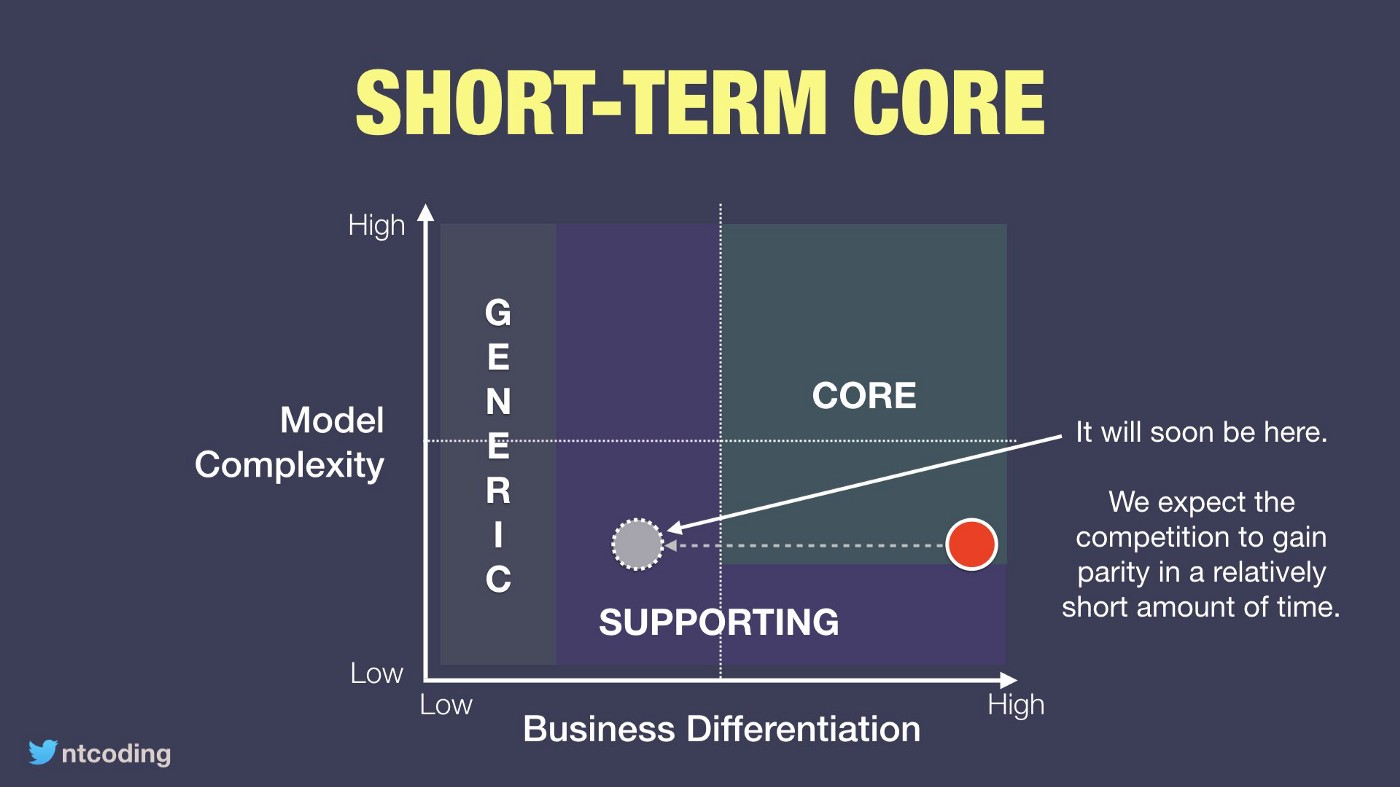 SHORT-TERM CORE
High
GENERIC
CORE
Model
Complexity
It will soon be here.
We expect the
competition to gain
parity in a relatively
short amount of time.
SUPPORTING
Low
Low
High
Business Differentiation
ntcoding